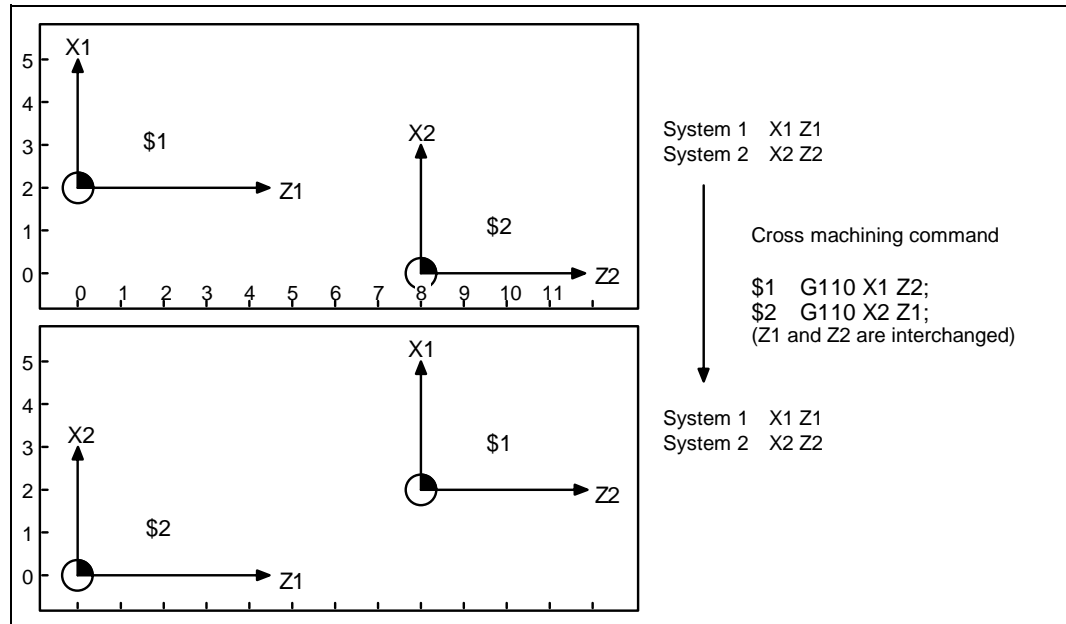 X1
5
4
3
2
1
0
$1
Z1
X2
$2
Z2
0 1 2 3 4 5 6 7 8 9 10 11
System 1 X1 Z1
System 2 X2 Z2
Cross machining command
$1 G110 X1 Z2;
$2 G110 X2 Z1;
(Z1 and Z2 are interchanged)
X1
5
4
3
2
1
0
X2
$1
Z2
$2
Z1
System 1 X1 Z1
System 2 X2 Z2